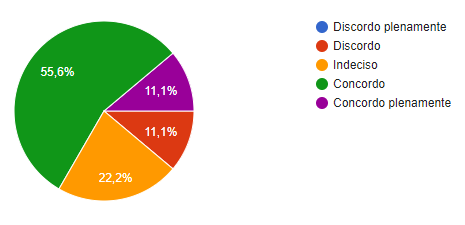 Discordo plenamente
Discordo
Indeciso
Concordo
Concordo plenamente
55,6%
11,1%
11,1%
22,2%